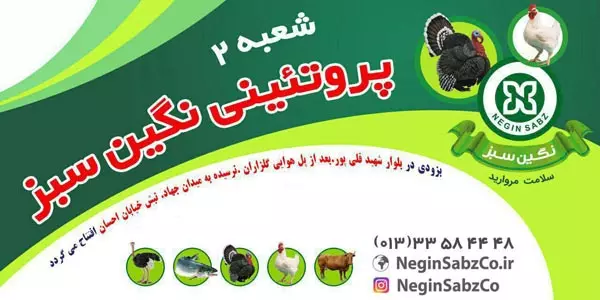 شعبه ۲
پروتئینی نگین سبز
NEGIN SABZ
نگین سبز
سلامت مروارید
بزودی در بلوار شهید قلی پور.بعد از پل هوایی گلزاران .نرسیده به میدان جهاد. نبش خیابان احسان افتتاح می گردد
(۰۱۳)۳۳ ۵۸ ۴۴ ۴۸
NeginSabzCo.ir
NeginSabzCo